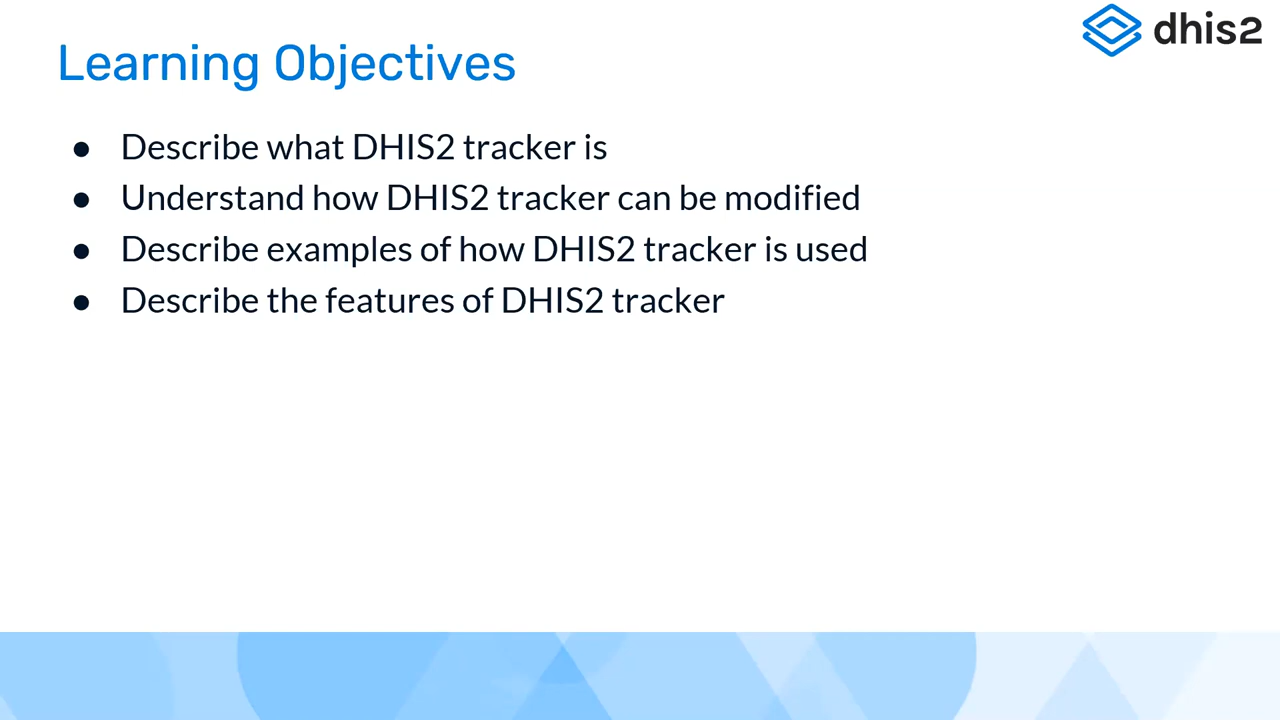 dhis2
Learning Objectives
● Describe what DHIS2 tracker is
● Understand how DHIS2 tracker can be modified
● Describe examples of how DHIS2 tracker is used
● Describe the features of DHIS2 tracker